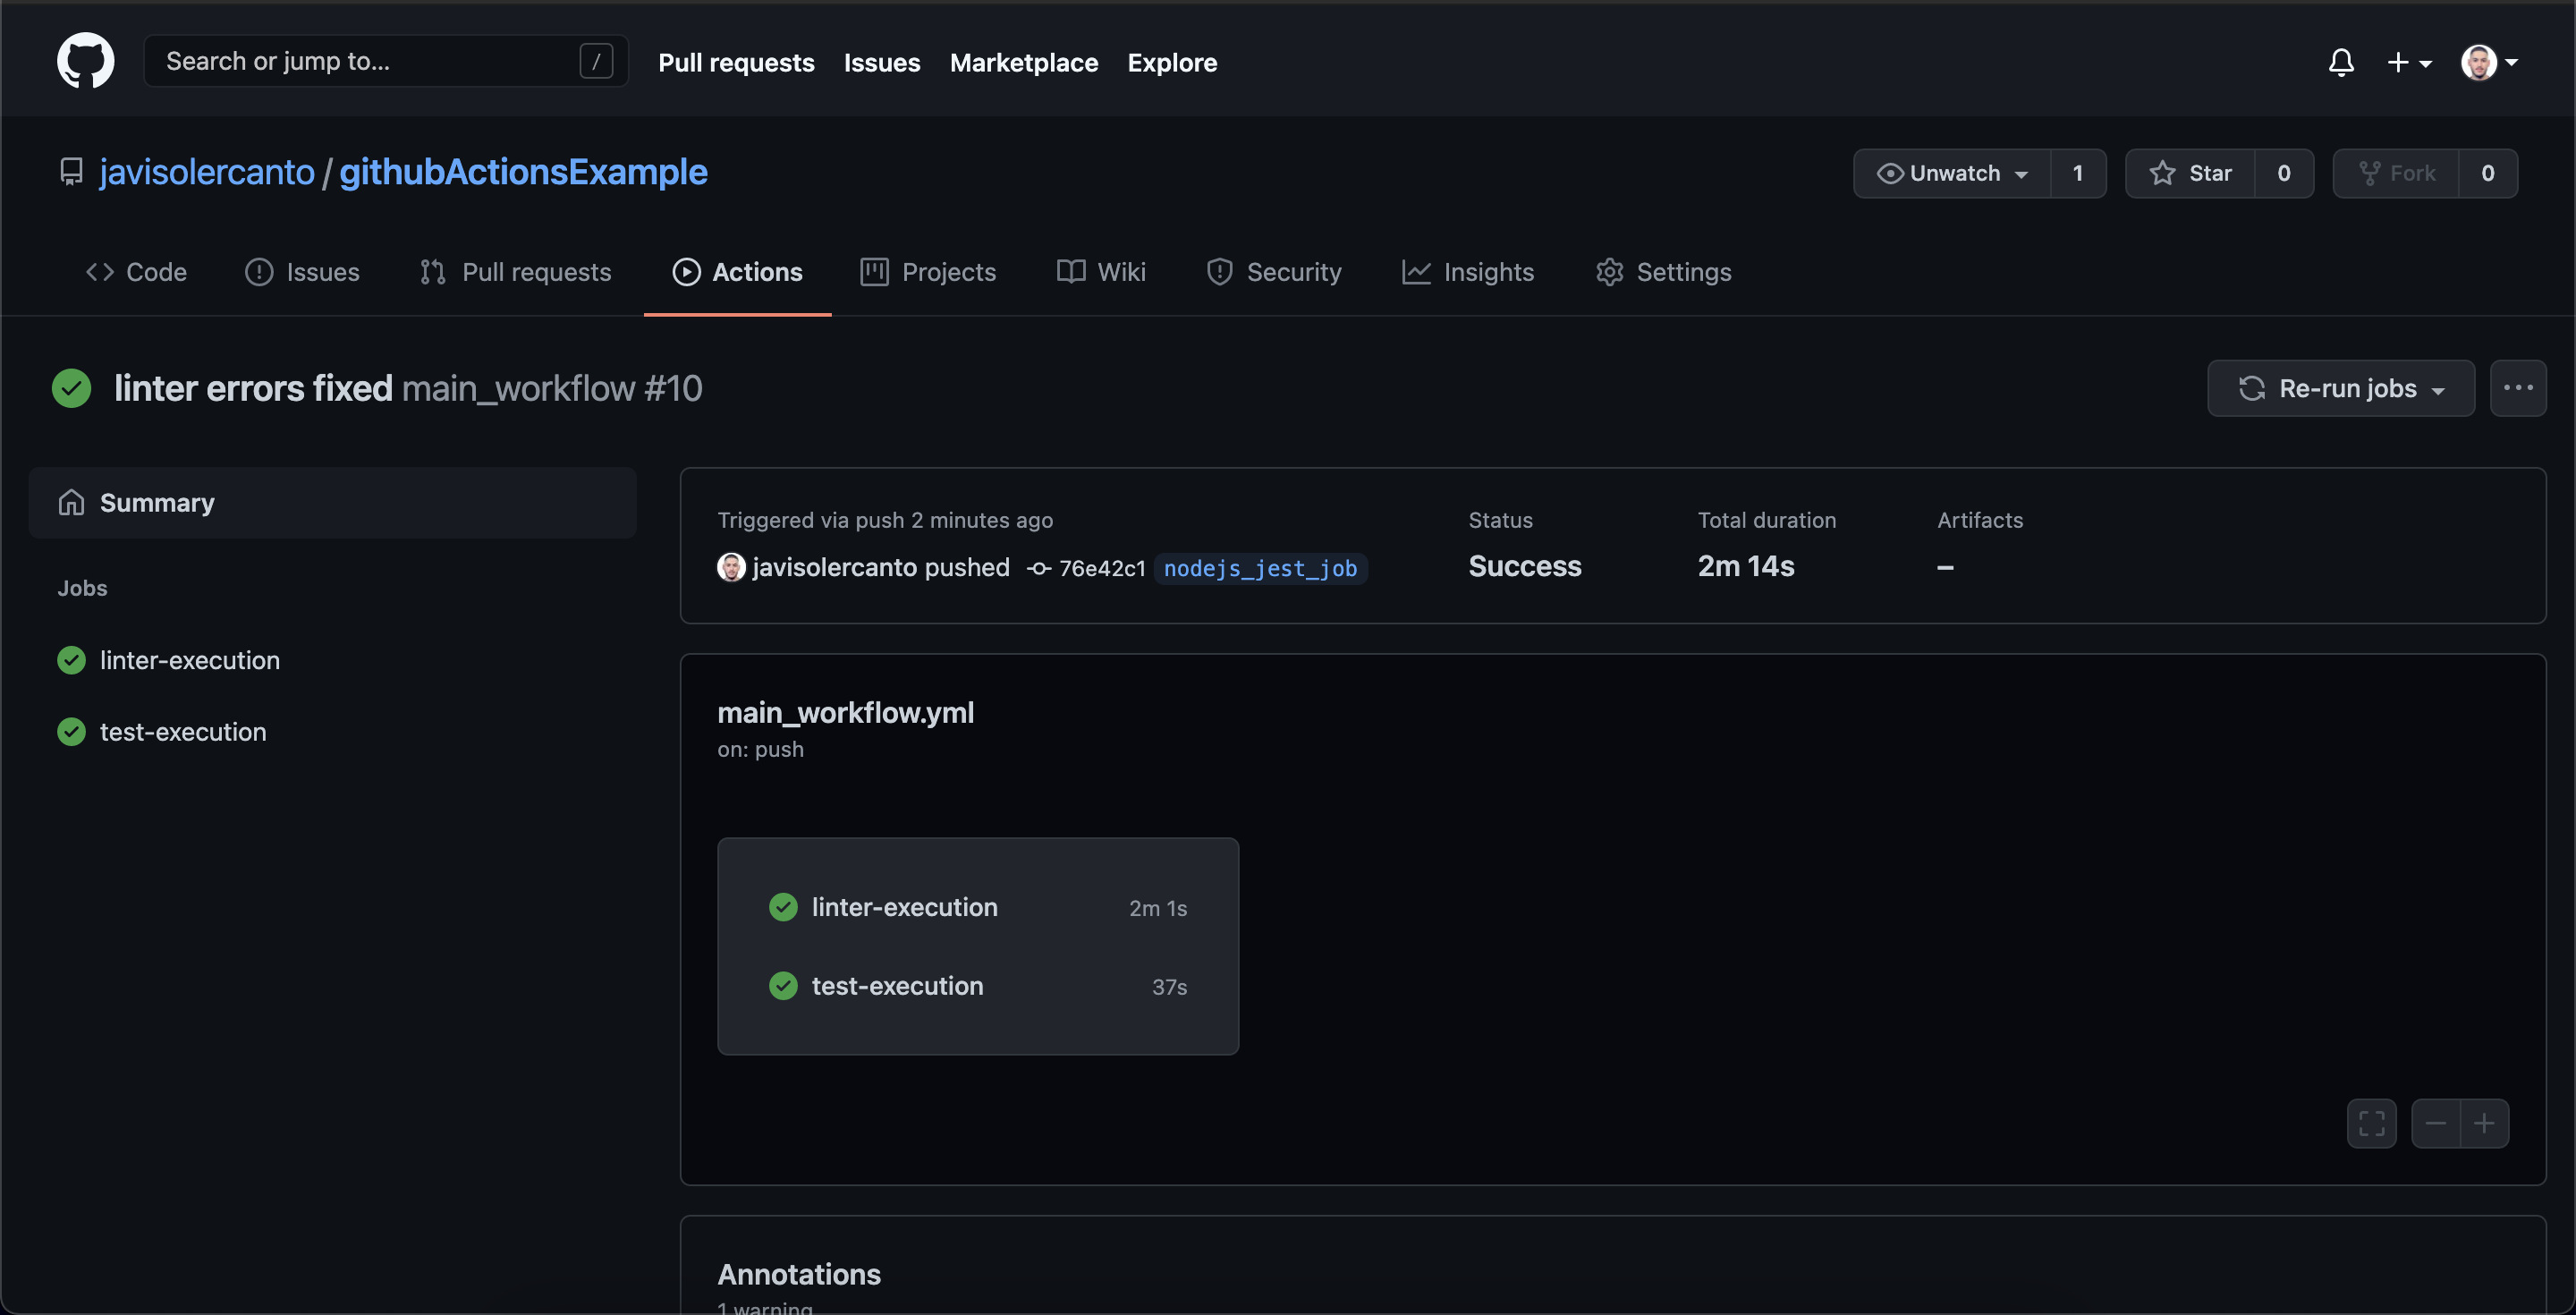 Search or jump to... / Pull requests Issues Marketplace Explore
javisolercanto / githubActionsExample Unwatch 1 Star 0 Fork 0
Code Issues Pull requests Actions Projects Wiki Security Insights Settings
linter errors fixed main_workflow #10 Re-run jobs
Summary
Jobs
linter-execution
test-execution
Triggered via push 2 minutes ago
javisolercanto pushed 76e42c1 nodejs_jest_job
Status
Success
Total duration
2m 14s
Artifacts
–
main_workflow.yml
on: push
linter-execution 2m 1s
test-execution 37s
Annotations
1 warning